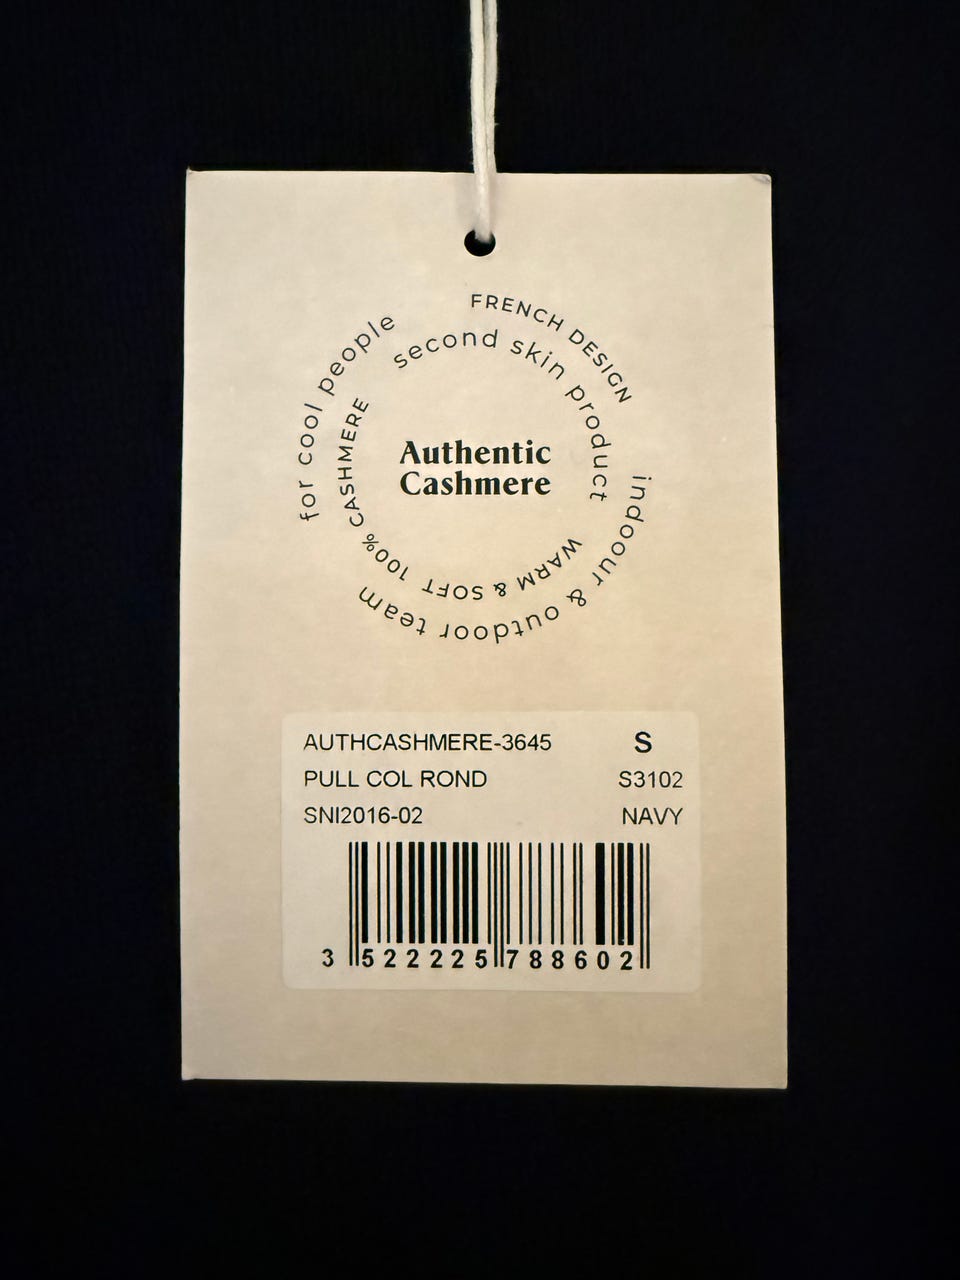 FRENCH DESIGN
indoour & outdoor team
for cool people
second skin product
WARM & SOFT
100% CASHMERE
Authentic
Cashmere
AUTHCASHMERE-3645 S
PULL COL ROND S3102
SNI2016-02 NAVY
3 522225 788602